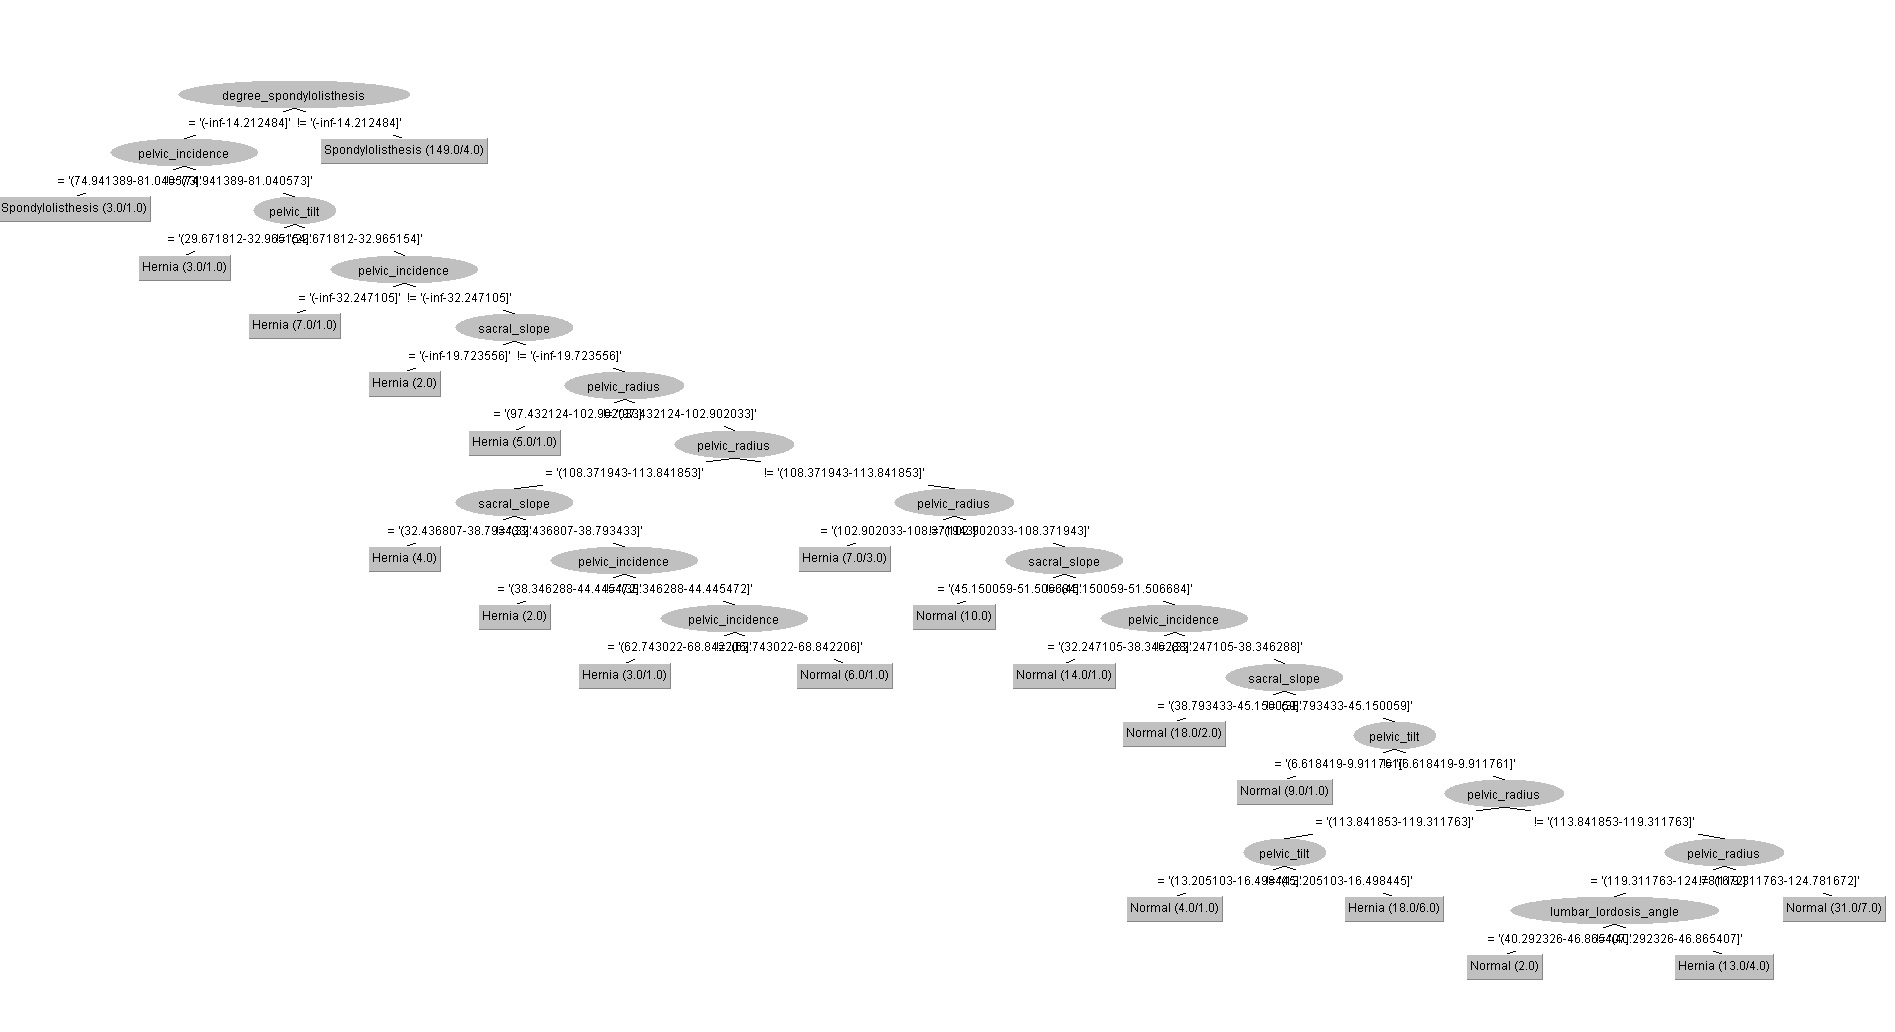 degree_spondylolisthesis
= '(-inf-14.212484]' != '(-inf-14.212484]'
pelvic_incidence Spondylolisthesis (149.0/4.0)
= '(74.941389-81.040573]' != '(74.941389-81.040573]'
Spondylolisthesis (3.0/1.0) pelvic_tilt
= '(29.671812-32.965154]' != '(29.671812-32.965154]'
Hernia (3.0/1.0) pelvic_incidence
= '(-inf-32.247105]' != '(-inf-32.247105]'
Hernia (7.0/1.0) sacral_slope
= '(-inf-19.723556]' != '(-inf-19.723556]'
Hernia (2.0) pelvic_radius
= '(97.432124-102.902033]' != '(97.432124-102.902033]'
Hernia (5.0/1.0) pelvic_radius
= '(108.371943-113.841853]' != '(108.371943-113.841853]'
sacral_slope pelvic_radius
= '(32.436807-38.793433]' != '(32.436807-38.793433]' = '(102.902033-108.371943]' != '(102.902033-108.371943]'
Hernia (4.0) pelvic_incidence Hernia (7.0/3.0) sacral_slope
= '(38.346288-44.445472]' != '(38.346288-44.445472]' = '(45.150059-51.506684]' != '(45.150059-51.506684]'
Hernia (2.0) pelvic_incidence Normal (10.0) pelvic_incidence
= '(62.743022-68.842206]' != '(62.743022-68.842206]' = '(32.247105-38.346288]' != '(32.247105-38.346288]'
Hernia (3.0/1.0) Normal (6.0/1.0) Normal (14.0/1.0) sacral_slope
= '(38.793433-45.150059]' != '(38.793433-45.150059]'
Normal (18.0/2.0) pelvic_tilt
= '(6.618419-9.911761]' != '(6.618419-9.911761]'
Normal (9.0/1.0) pelvic_radius
= '(113.841853-119.311763]' != '(113.841853-119.311763]'
pelvic_tilt pelvic_radius
= '(13.205103-16.498445]' != '(13.205103-16.498445]' = '(119.311763-124.781672]' != '(119.311763-124.781672]'
Normal (4.0/1.0) Hernia (18.0/6.0) lumbar_lordosis_angle Normal (31.0/7.0)
= '(40.292326-46.865407]' != '(40.292326-46.865407]'
Normal (2.0) Hernia (13.0/4.0)